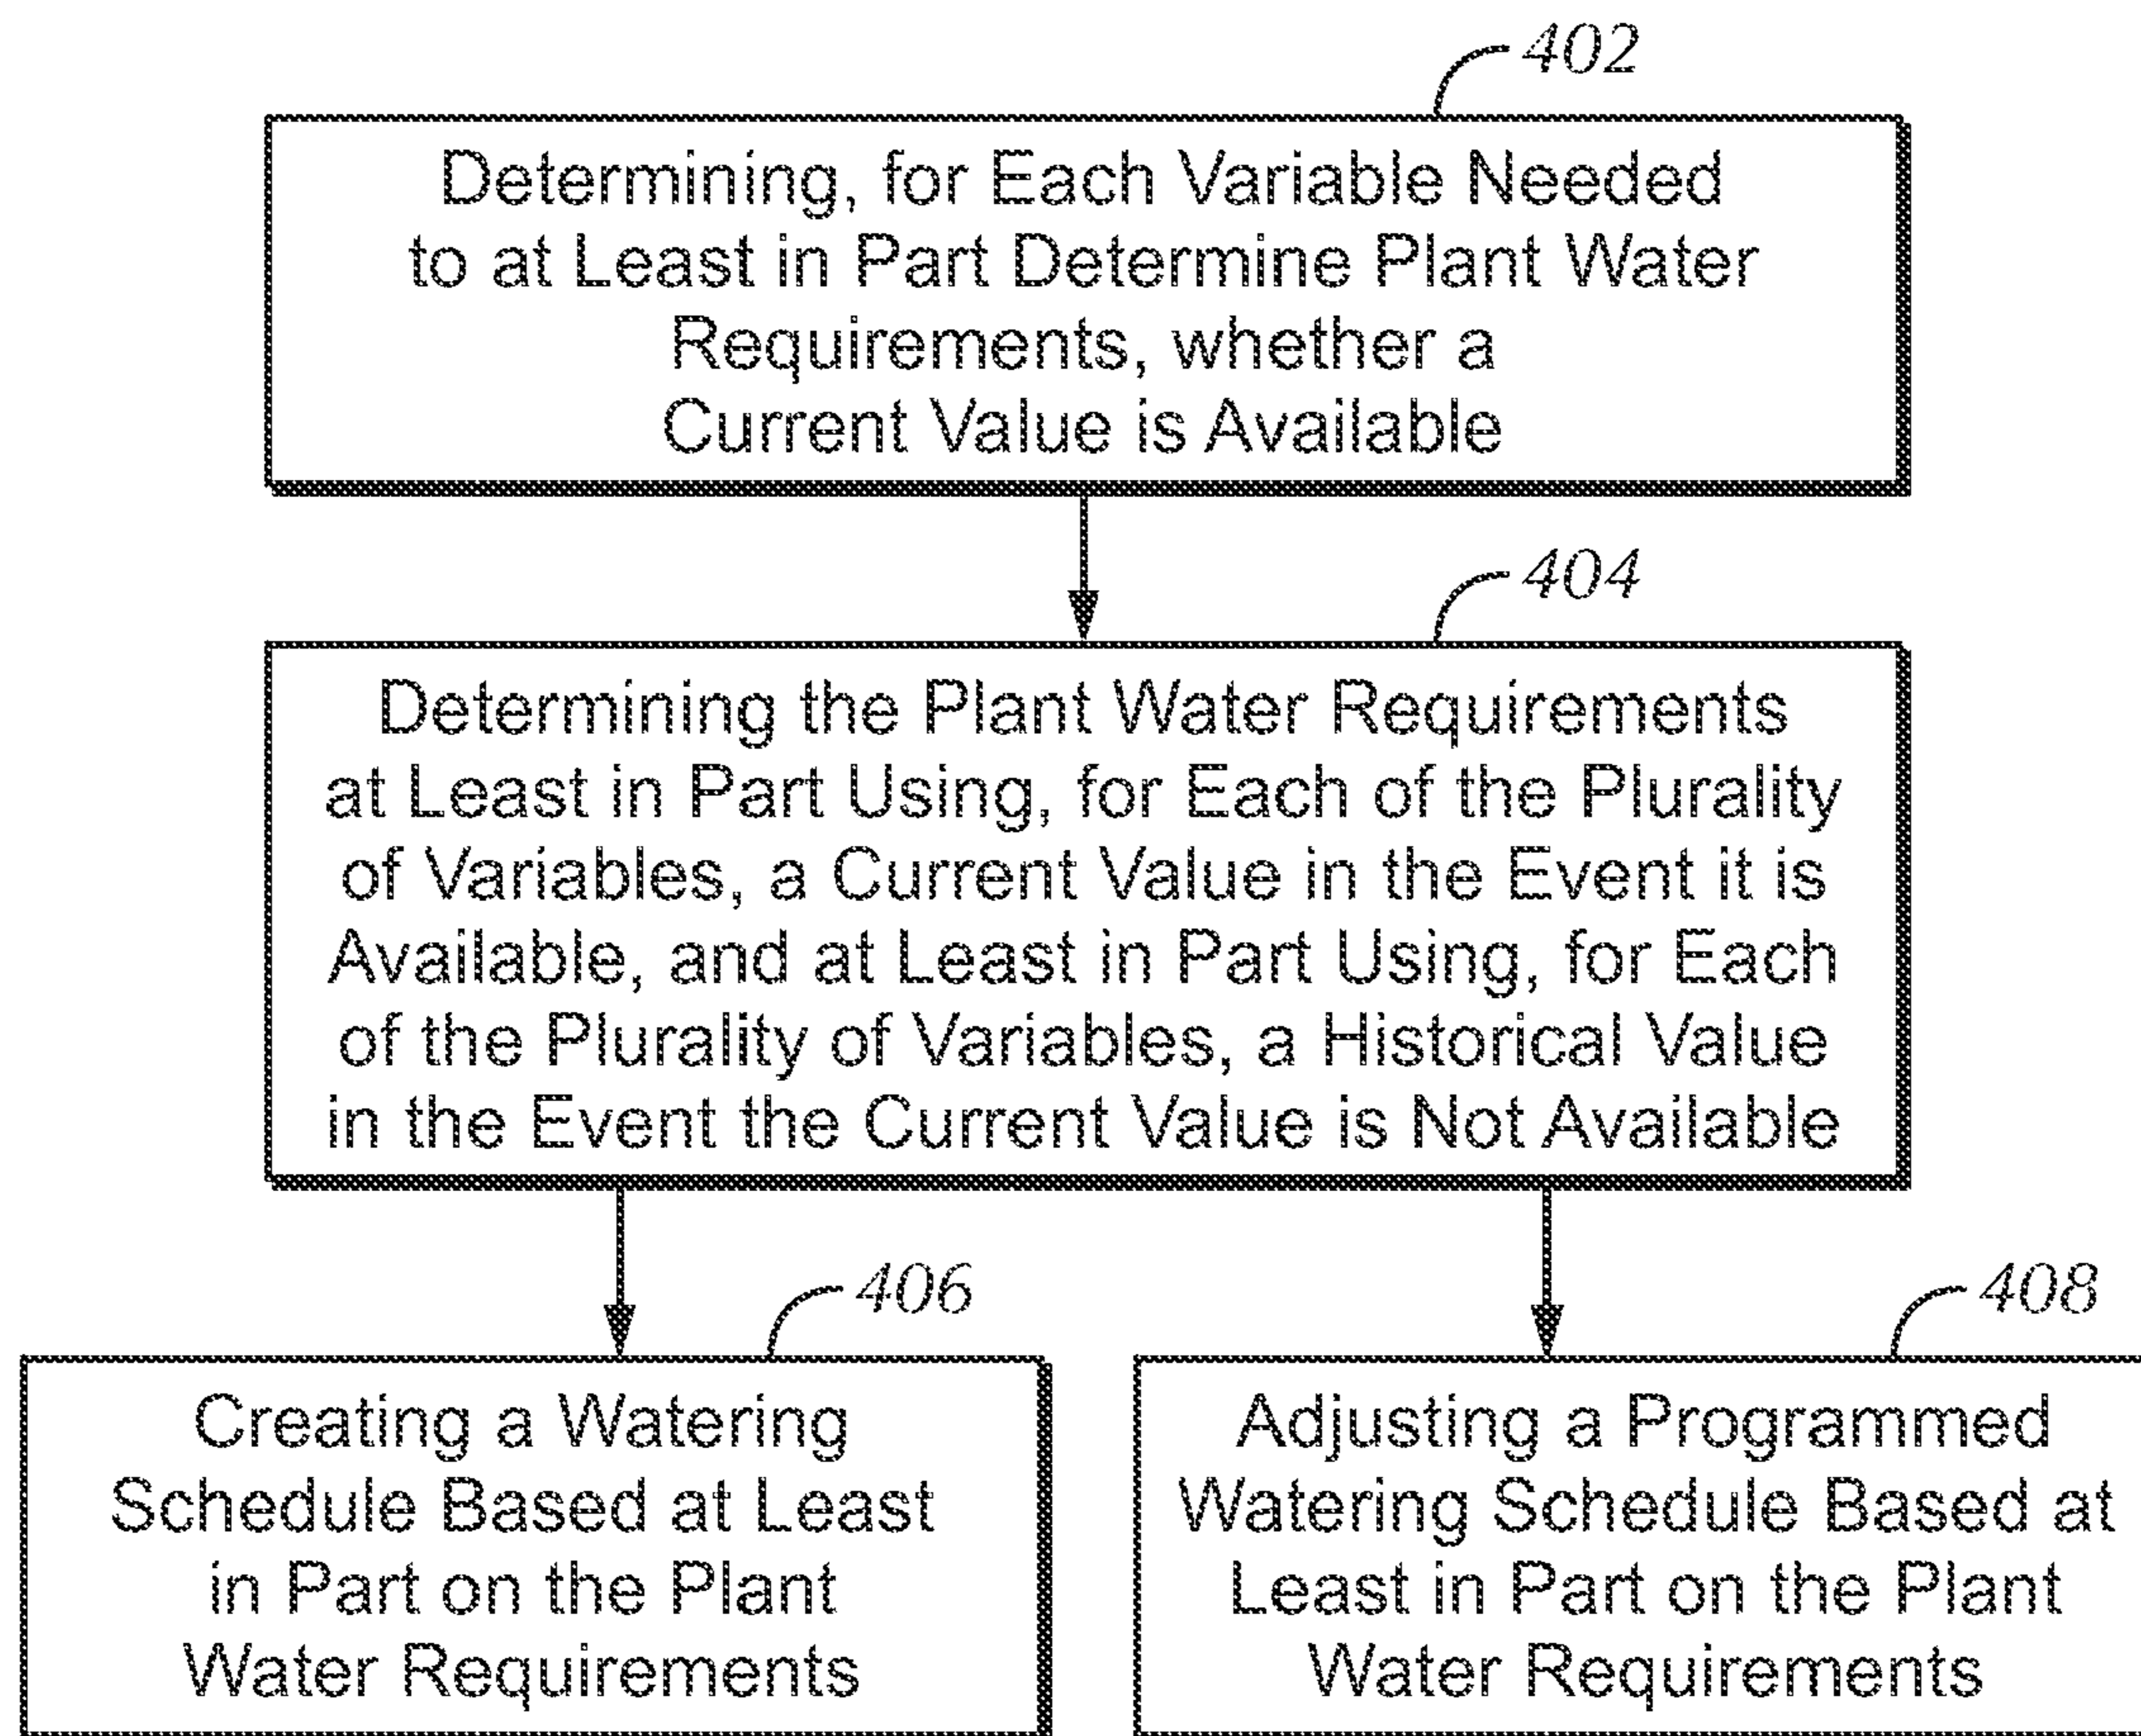 402
Determining, for Each Variable Needed
to at Least in Part Determine Plant Water
Requirements, whether a
Current Value is Available
404
Determining the Plant Water Requirements
at Least in Part Using, for Each of the Plurality
of Variables, a Current Value in the Event it is
Available, and at Least in Part Using, for Each
of the Plurality of Variables, a Historical Value
in the Event the Current Value is Not Available
406
Creating a Watering
Schedule Based at Least
in Part on the Plant
Water Requirements
408
Adjusting a Programmed
Watering Schedule Based at
Least in Part on the Plant
Water Requirements